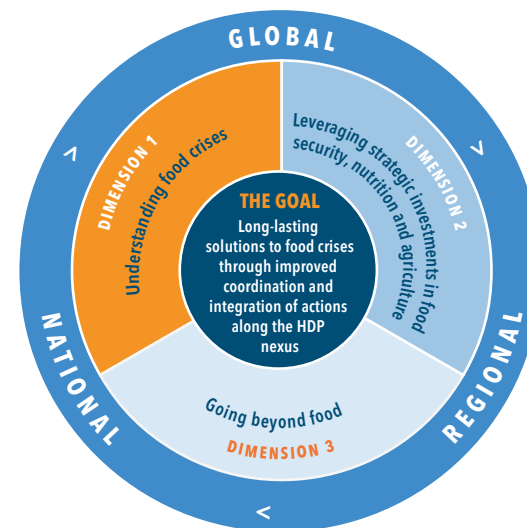 GLOBAL
DIMENSION 1
Understanding food crises
DIMENSION 2
Leveraging strategic investments in food
security, nutrition and agriculture
THE GOAL
Long-lasting
solutions to food crises
through improved
coordination and
integration of actions
along the HDP
nexus
NATIONAL
REGIONAL
Going beyond food
DIMENSION 3